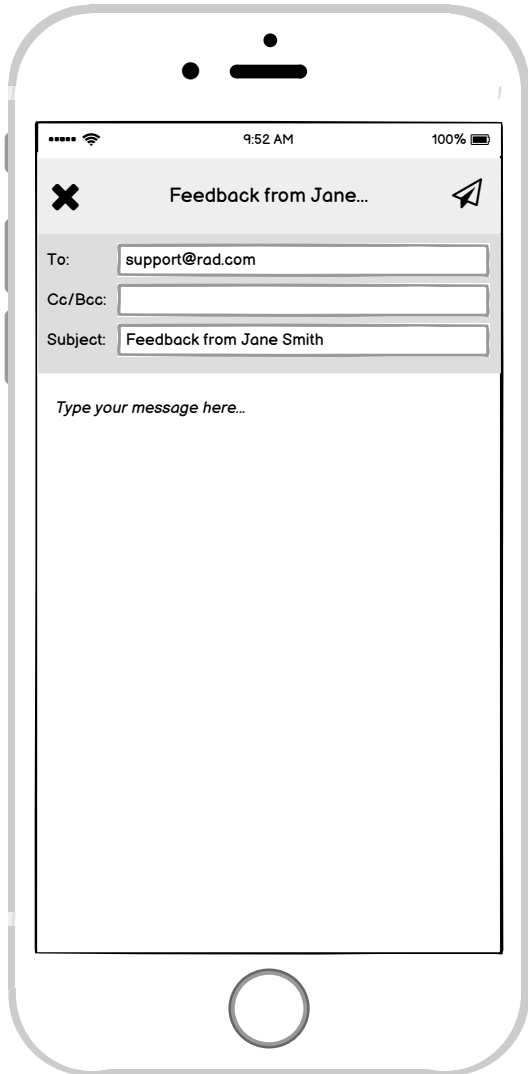 9:52 AM
100%
Feedback from Jane...
To: support@rad.com
Cc/Bcc:
Subject: Feedback from Jane Smith
Type your message here...